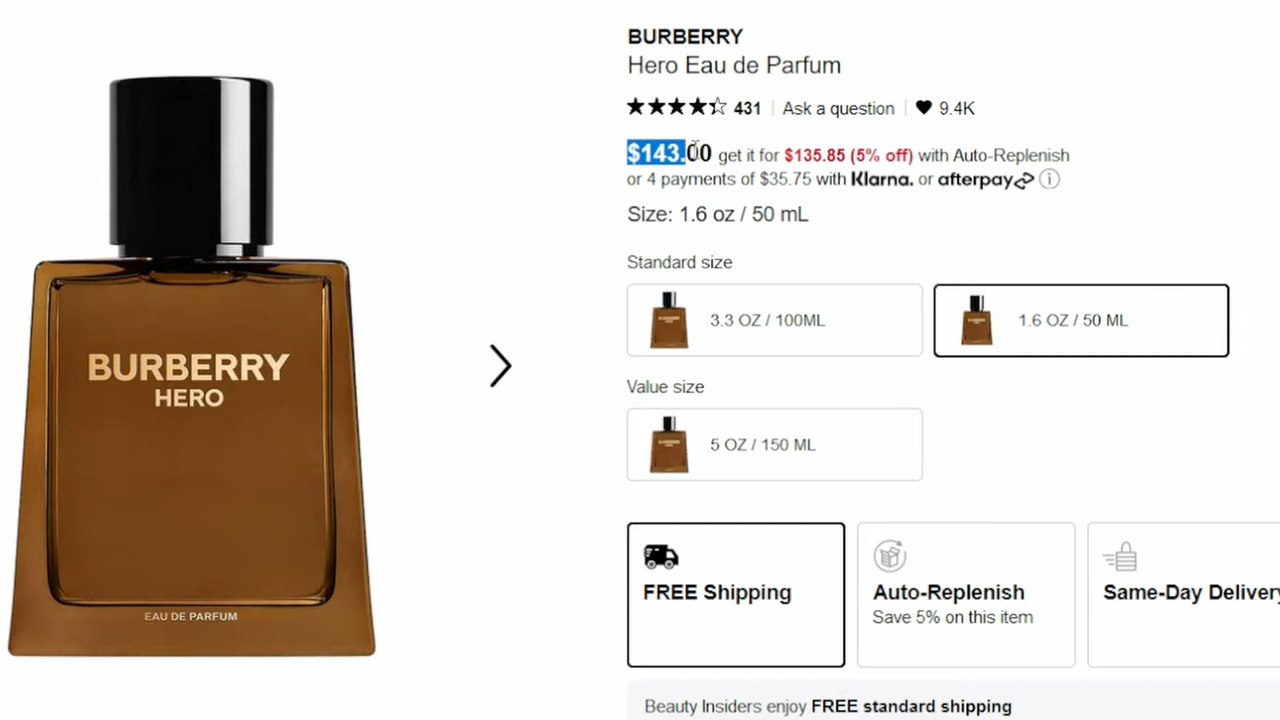 BURBERRY
HERO
EAU DE PARFUM
BURBERRY
Hero Eau de Parfum
431 Ask a question 9.4K
$143.00 get it for $135.85 (5% off) with Auto-Replenish
or 4 payments of $35.75 with Klarna. or afterpay
Size: 1.6 oz / 50 mL
Standard size
3.3 OZ / 100ML
1.6 OZ / 50 ML
Value size
5 OZ / 150 ML
FREE Shipping
Auto-Replenish
Save 5% on this item
Same-Day Delivery
Beauty Insiders enjoy FREE standard shipping